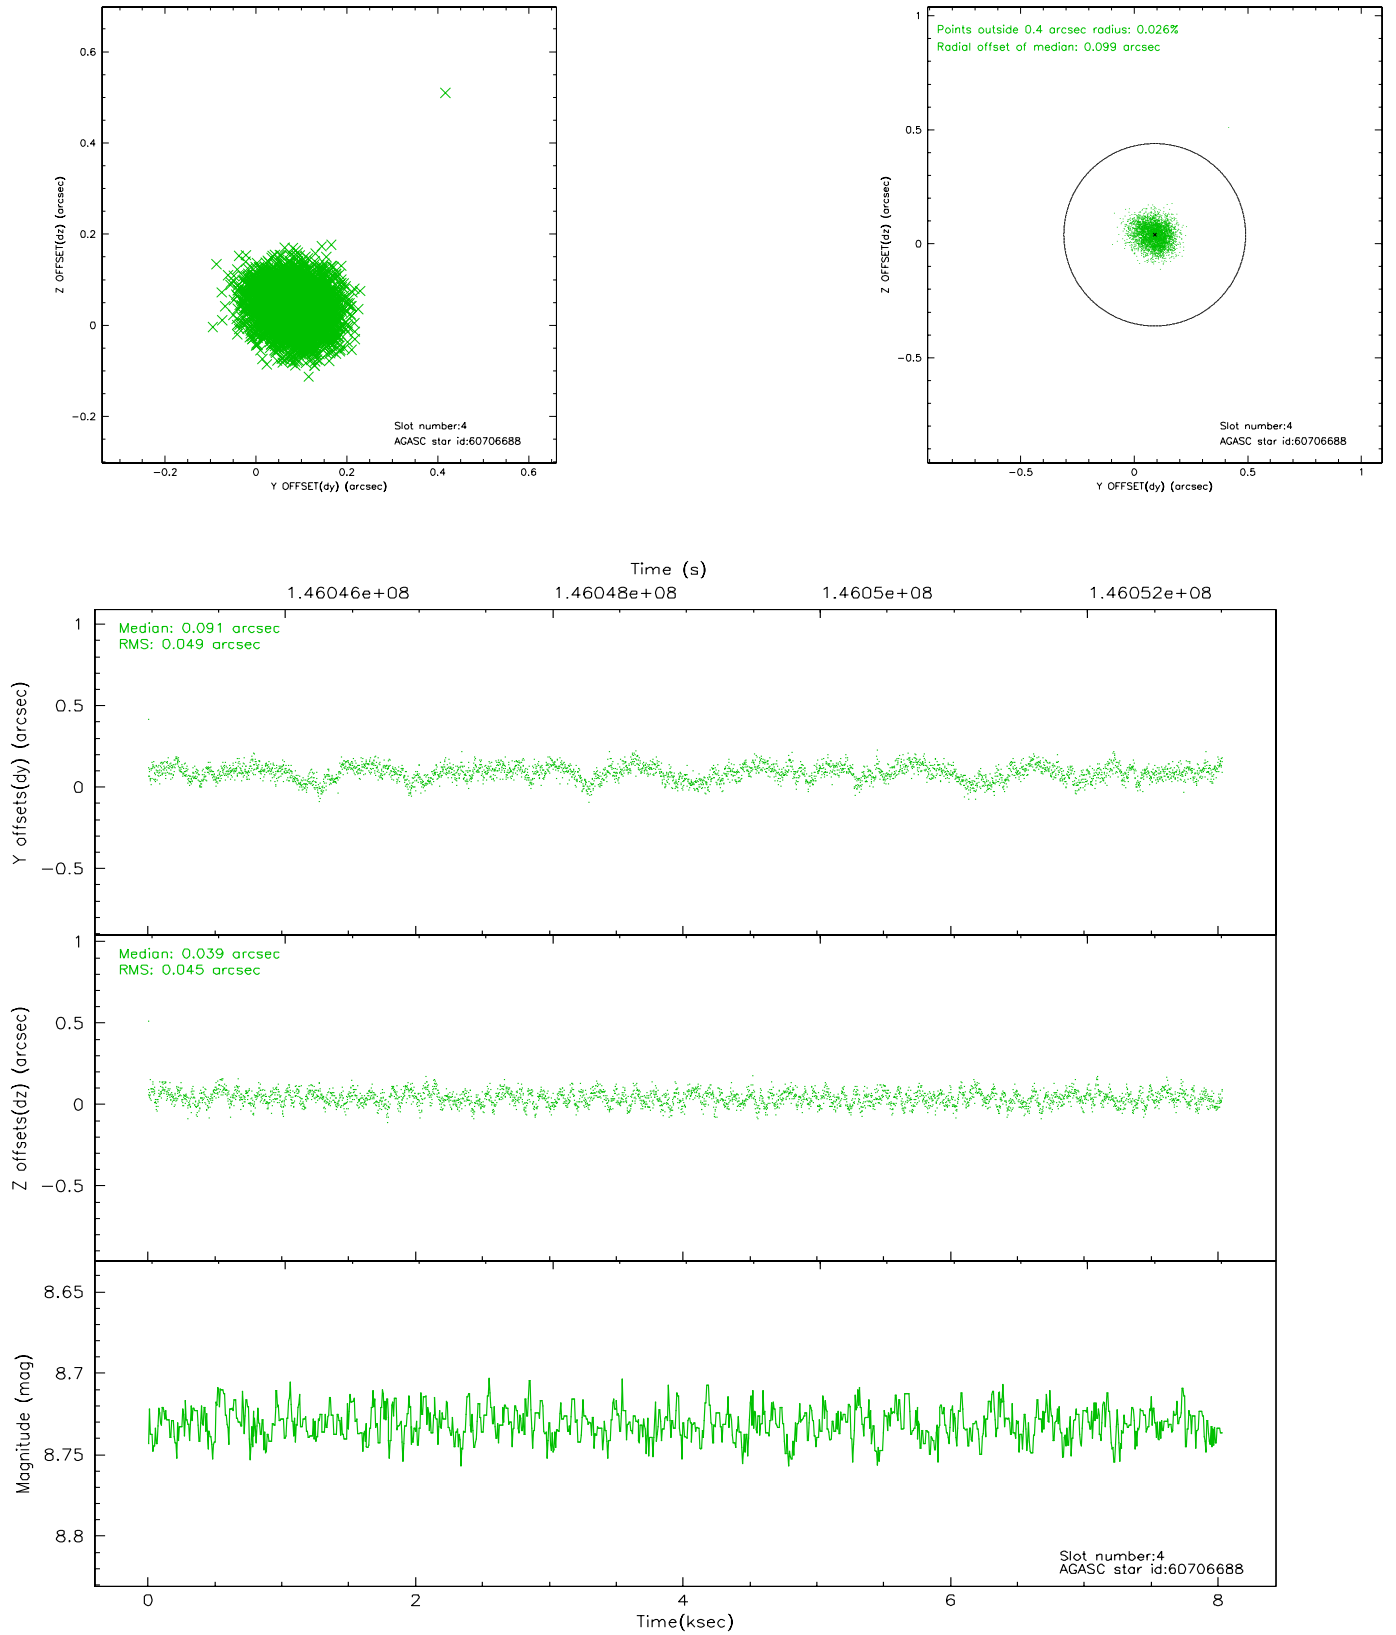 0.6
0.4
0.2
0
−0.2
Z OFFSET(dz) (arcsec)
Slot number:4
AGASC star id:60706688
−0.2 0 0.2 0.4 0.6
Y OFFSET(dy) (arcsec)
Points outside 0.4 arcsec radius: 0.026%
Radial offset of median: 0.099 arcsec
1
0.5
0
−0.5
Z OFFSET(dz) (arcsec)
Slot number:4
AGASC star id:60706688
−0.5 0 0.5 1
Y OFFSET(dy) (arcsec)
Time (s)
1.46046e+08 1.46048e+08 1.4605e+08 1.46052e+08
Median: 0.091 arcsec
RMS: 0.049 arcsec
1
0.5
0
−0.5
Y offsets(dy) (arcsec)
Median: 0.039 arcsec
RMS: 0.045 arcsec
1
0.5
0
−0.5
Z offsets(dz) (arcsec)
8.65
8.7
8.75
8.8
Magnitude (mag)
Slot number:4
AGASC star id:60706688
0 2 4 6 8
Time(ksec)